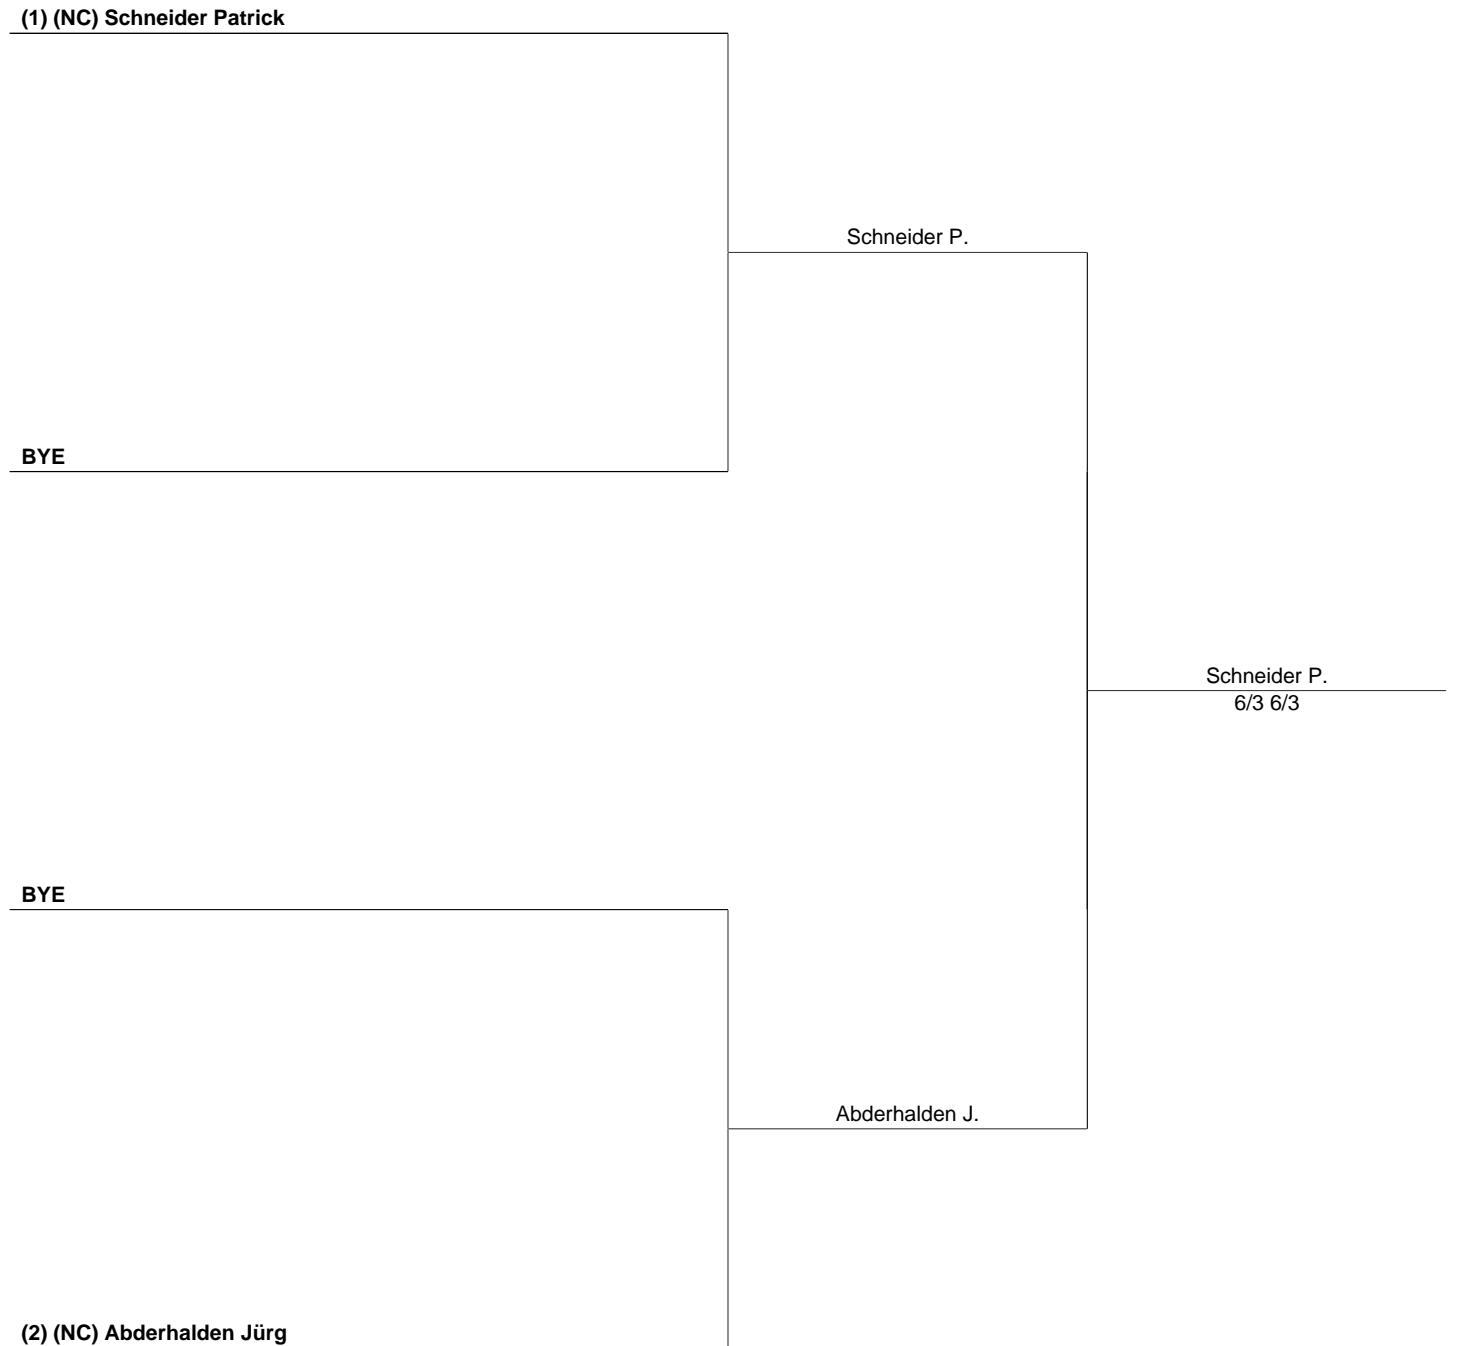 (1) (NC) Schneider Patrick
Schneider P.
BYE
Schneider P.
6/3 6/3
BYE
Abderhalden J.
(2) (NC) Abderhalden Jürg